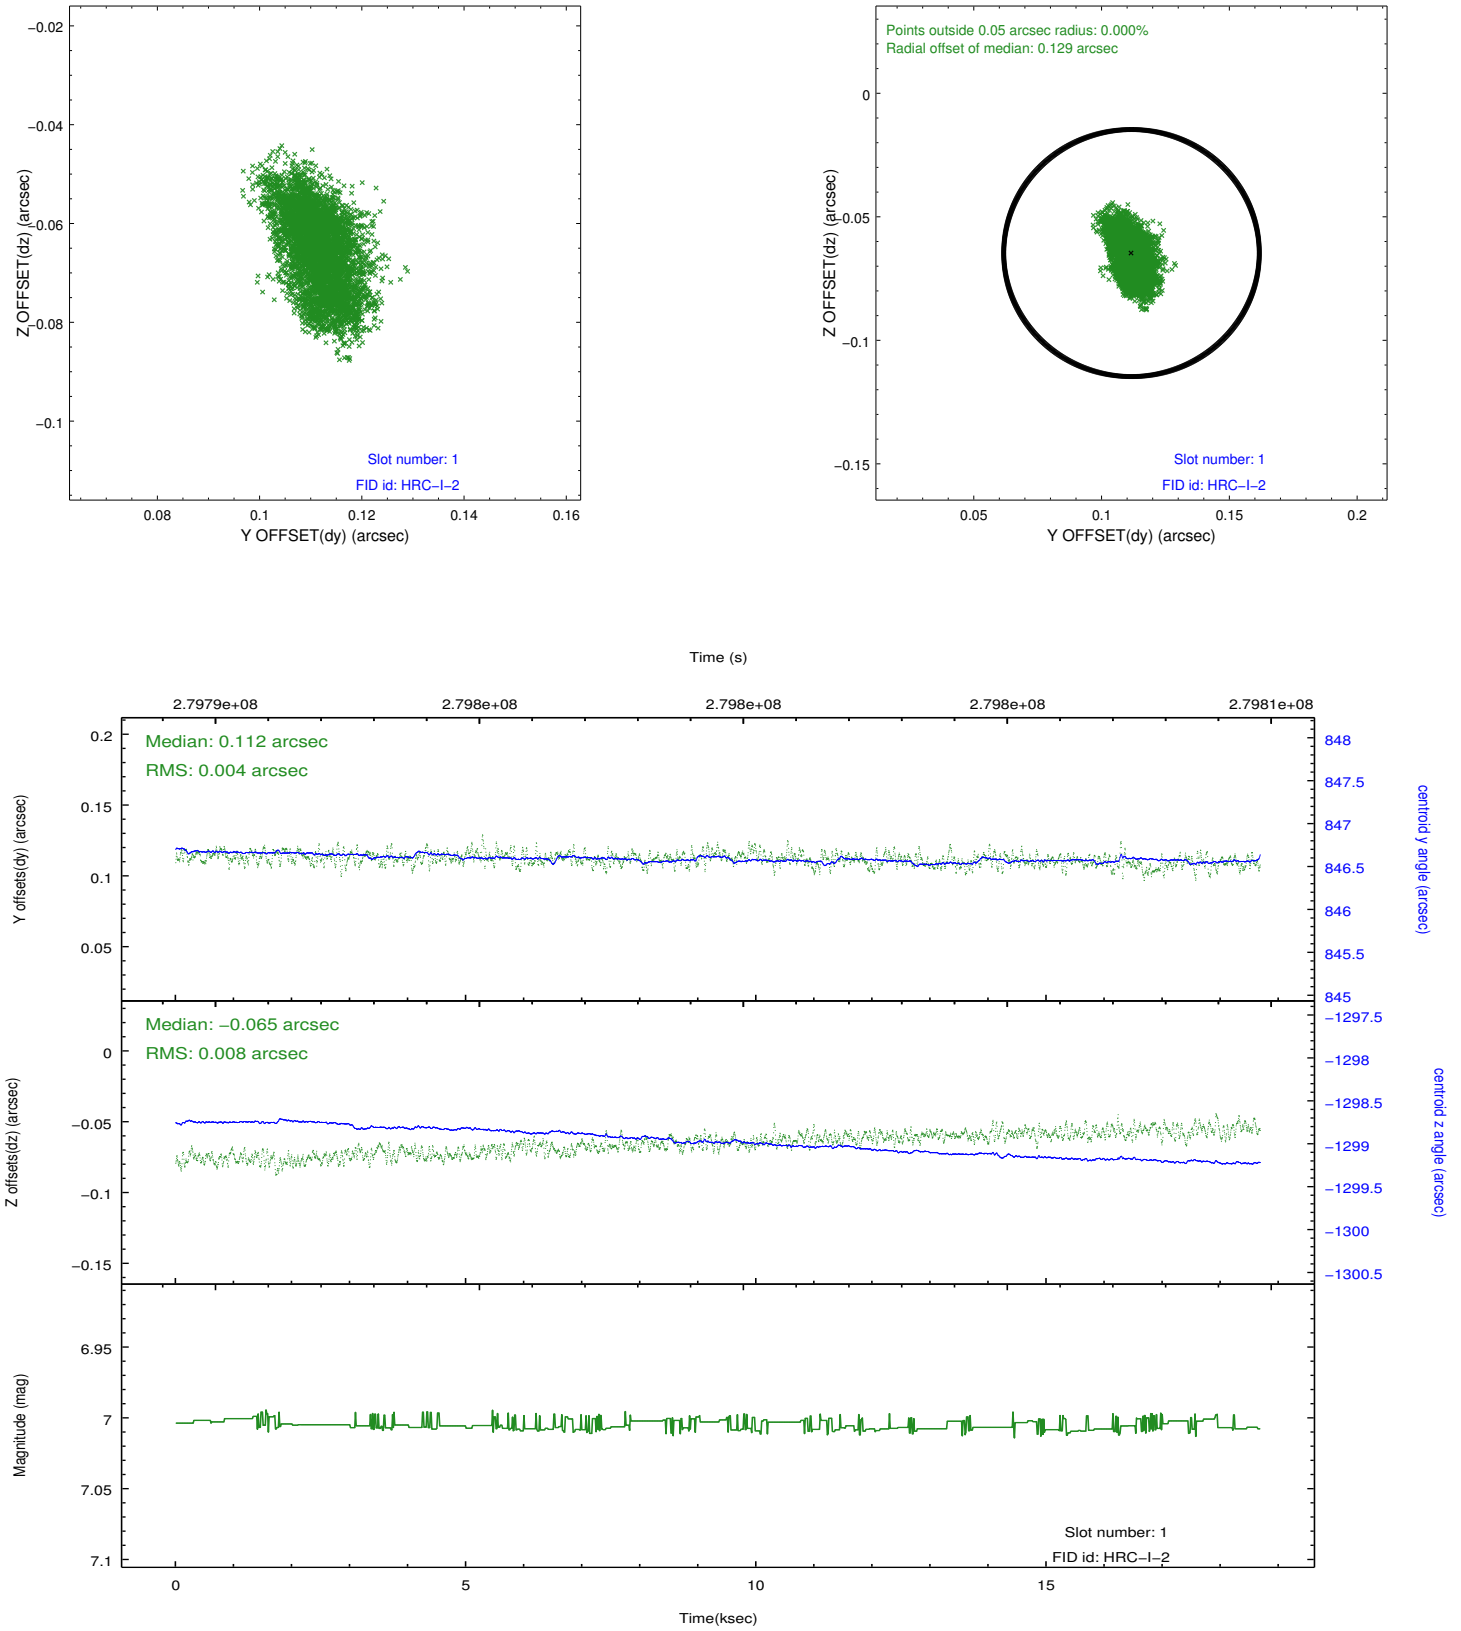 −0.02
−0.04
−0.06
−0.08
−0.1
Z OFFSET(dz) (arcsec)
Slot number: 1
FID id: HRC−I−2
0.08
0.1
0.12
0.14
0.16
Y OFFSET(dy) (arcsec)
Points outside 0.05 arcsec radius: 0.000%
Radial offset of median: 0.129 arcsec
0
−0.05
−0.1
−0.15
Z OFFSET(dz) (arcsec)
Slot number: 1
FID id: HRC−I−2
0.05
0.1
0.15
0.2
Y OFFSET(dy) (arcsec)
Time (s)
2.7979e+08
2.798e+08
2.798e+08
2.798e+08
2.7981e+08
Median: 0.112 arcsec
RMS: 0.004 arcsec
0.2
0.15
0.1
0.05
Y offsets(dy) (arcsec)
848
847.5
847
846.5
846
845.5
845
centroid y angle (arcsec)
Median: −0.065 arcsec
RMS: 0.008 arcsec
0
−0.05
−0.1
−0.15
Z offsets(dz) (arcsec)
−1297.5
−1298
−1298.5
−1299
−1299.5
−1300
−1300.5
centroid z angle (arcsec)
6.95
7
7.05
7.1
Magnitude (mag)
Slot number: 1
FID id: HRC−I−2
0
5
10
15
Time(ksec)